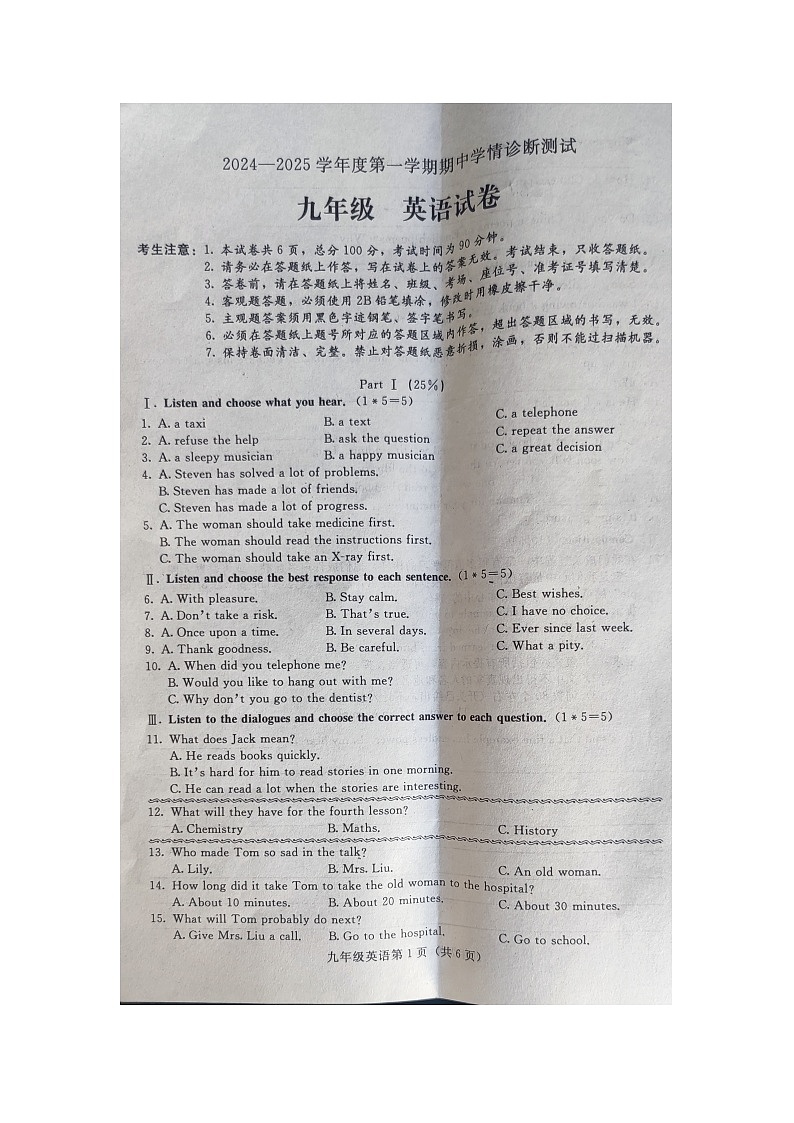 2024—2025 学年度第一学期期中学情诊断测试
九年级 英语试卷
考生注意：1. 本试卷共 6 页，总分 100 分，考试时间为 90 分钟。
2. 请务必在答题纸上作答，写在试卷上的答案无效。考试结束，只收答题纸。
3. 答卷前，请在答题纸上将姓名、班级、考场、座位号、准考证号填写清楚。
4. 客观题答题，必须使用 2B 铅笔填涂，修改时用橡皮擦干净。
5. 主观题答案须用黑色字迹钢笔、签字笔书写。
6. 必须在答题纸上题号所对应的答题区域内作答，超出答题区域的书写，无效。
7. 保持卷面清洁、完整。禁止对答题纸恶意折损，涂画，否则不能过扫描机器。
Part Ⅰ (25%)
Ⅰ. Listen and choose what you hear.（1*5=5）
1. A. a taxi B. a text C. a telephone
2. A. refuse the help B. ask the question C. repeat the answer
3. A. a sleepy musician B. a happy musician C. a great decision
4. A. Steven has solved a lot of problems.
B. Steven has made a lot of friends.
C. Steven has made a lot of progress.
5. A. The woman should take medicine first.
B. The woman should read the instructions first.
C. The woman should take an X-ray first.
Ⅱ. Listen and choose the best response to each sentence.（1*5=5）
6. A. With pleasure. B. Stay calm. C. Best wishes.
7. A. Don't take a risk. B. That's true. C. I have no choice.
8. A. Once upon a time. B. In several days. C. Ever since last week.
9. A. Thank goodness. B. Be careful. C. What a pity.
10. A. When did you telephone me?
B. Would you like to hang out with me?
C. Why don't you go to the dentist?
Ⅲ. Listen to the dialogues and choose the correct answer to each question.（1*5=5）
11. What does Jack mean?
A. He reads books quickly.
B. It's hard for him to read stories in one morning.
C. He can read a lot when the stories are interesting.
12. What will they have for the fourth lesson?
A. Chemistry B. Maths. C. History
13. Who made Tom so sad in the talk?
A. Lily. B. Mrs. Liu. C. An old woman.
14. How long did it take Tom to take the old woman to the hospital?
A. About 10 minutes. B. About 20 minutes. C. About 30 minutes.
15. What will Tom probably do next?
A. Give Mrs. Liu a call. B. Go to the hospital. C. Go to school.
九年级英语第 1 页（共 6 页）